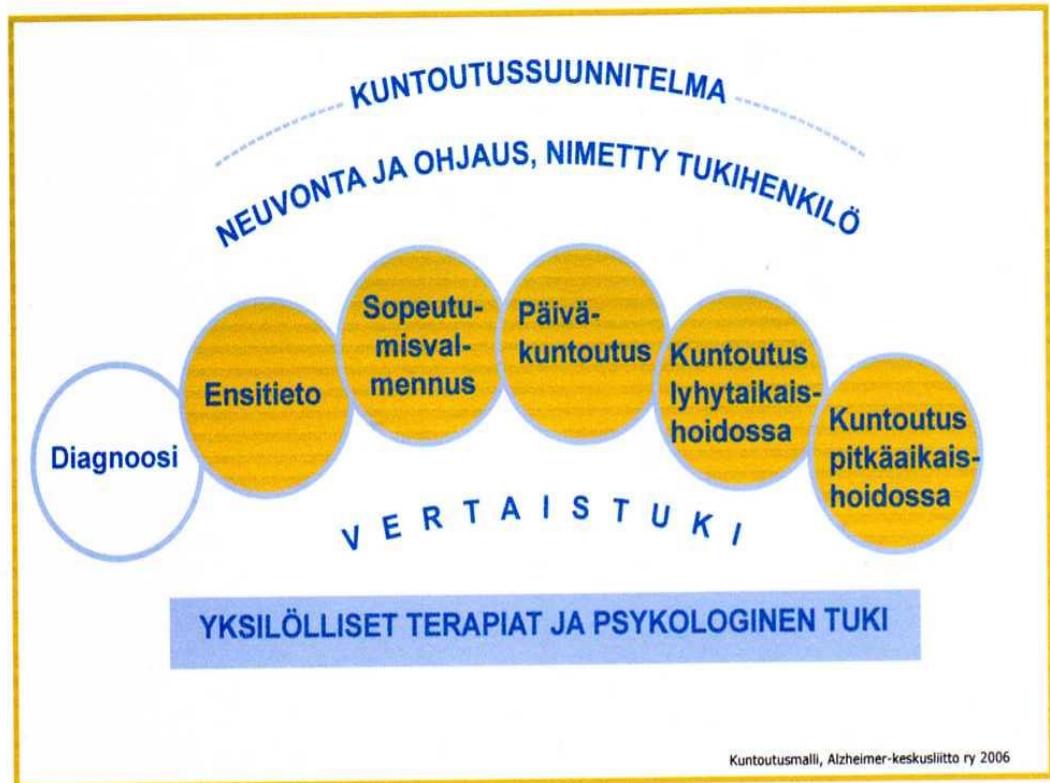 KUNTOUTUSSUUNNITELMA
NEUVONTA JA OHJAUS, NIMETTY TUKIHENKILÖ
Diagnoosi
Ensitieto
Sopeutu-
misval-
mennus
Päivä-
kuntoutus
Kuntoutus
lyhytaikais-
hoidossa
Kuntoutus
pitkäaikais-
hoidossa
VERTAISTUKI
YKSILÖLLISET TERAPIAT JA PSYKOLOGINEN TUKI
Kuntoutusmalli, Alzheimer-keskusliitto ry 2006